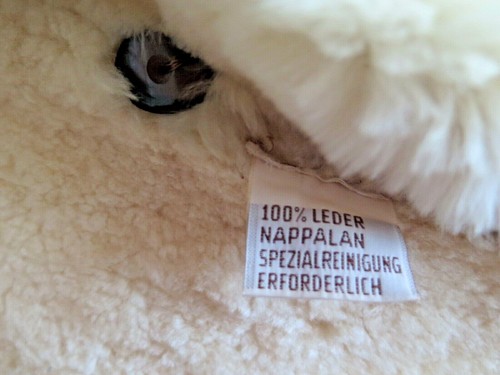 100% LEDER
NAPPALAN
SPEZIALREINIGUNG
ERFORDERLICH